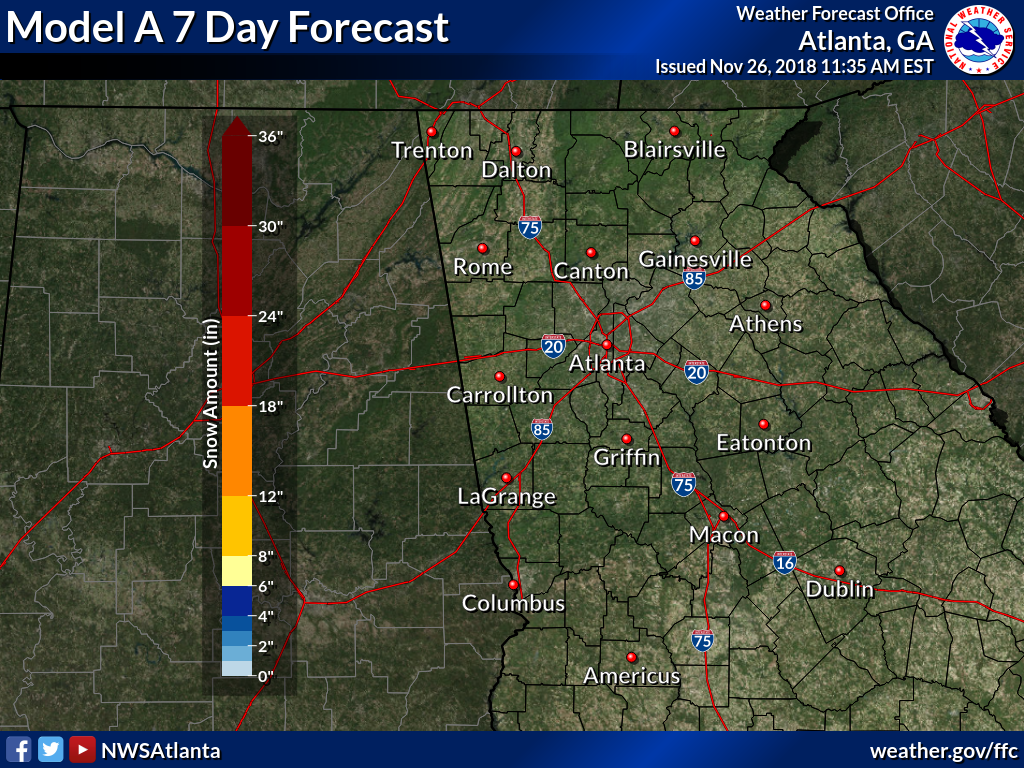 Model A 7 Day Forecast
Weather Forecast Office
Atlanta, GA
Issued Nov 26, 2018 11:35 AM EST
NATIONAL WEATHER SERVICE
36"
30"
24"
18"
12"
8"
6"
4"
2"
0"
Snow Amount (in)
Trenton
Dalton
Blairsville
75
Rome
Canton
Gainesville
85
Athens
20
Atlanta
20
Carrollton
85
Griffin
Eatonton
LaGrange
75
Macon
16
Dublin
Columbus
75
Americus
NWSAtlanta
weather.gov/ffc